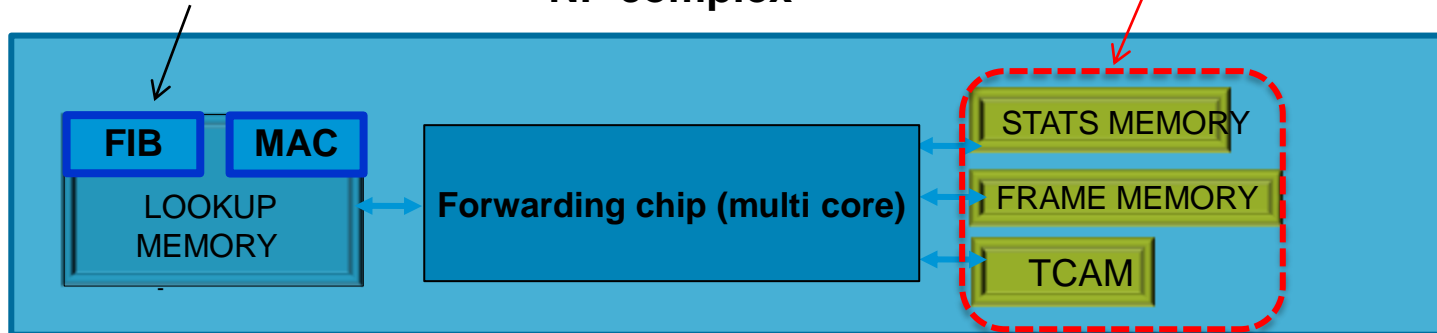 FIB
MAC
LOOKUP
MEMORY
Forwarding chip (multi core)
STATS MEMORY
FRAME MEMORY
TCAM